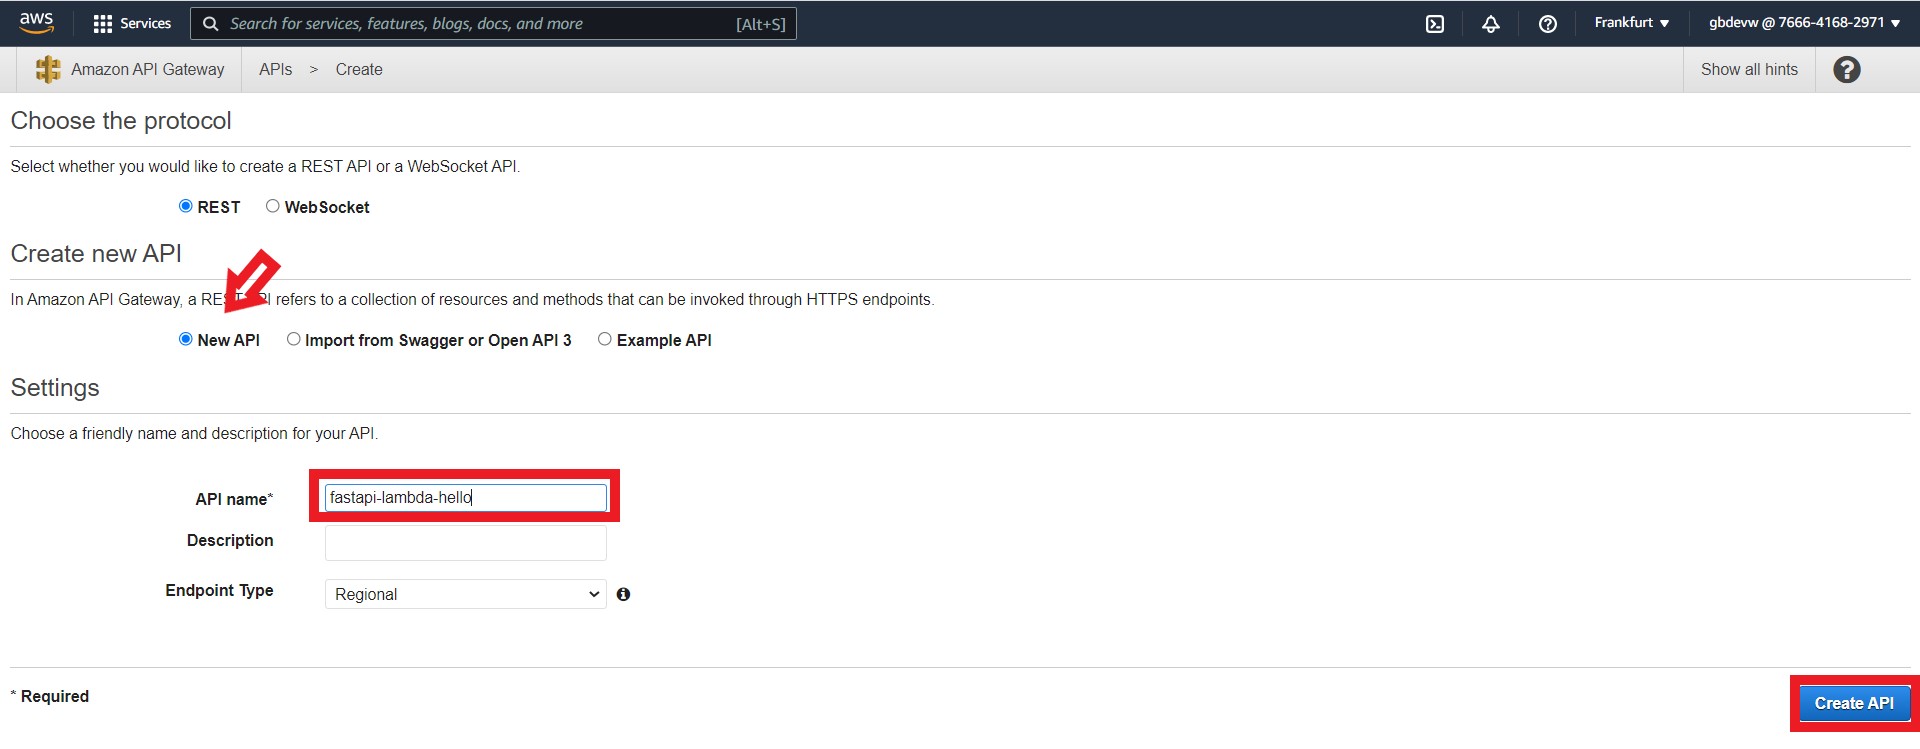 aws Services Search for services, features, blogs, docs, and more [Alt+S] Frankfurt gbdevw @ 7666-4168-2971
Amazon API Gateway APIs > Create Show all hints
Choose the protocol
Select whether you would like to create a REST API or a WebSocket API.
REST WebSocket
Create new API
In Amazon API Gateway, a REST API refers to a collection of resources and methods that can be invoked through HTTPS endpoints.
New API Import from Swagger or Open API 3 Example API
Settings
Choose a friendly name and description for your API.
API name* fastapi-lambda-hello
Description
Endpoint Type Regional
* Required Create API